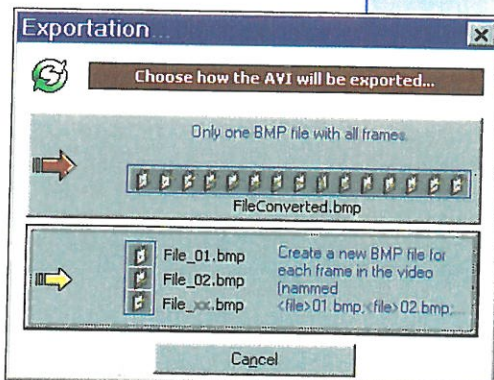 Exportation...
Choose how the AVI will be exported...
Only one BMP file with all frames.
FileConverted.bmp
File_01.bmp
File_02.bmp
File_xx.bmp
Create a new BMP file for
each frame in the video
(nammed
<file>01.bmp,<file>02.bmp,...
Cancel